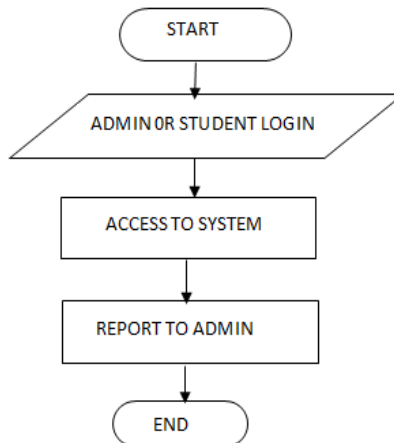 START
ADMIN 0R STUDENT LOGIN
ACCESS TO SYSTEM
REPORT TO ADMIN
END